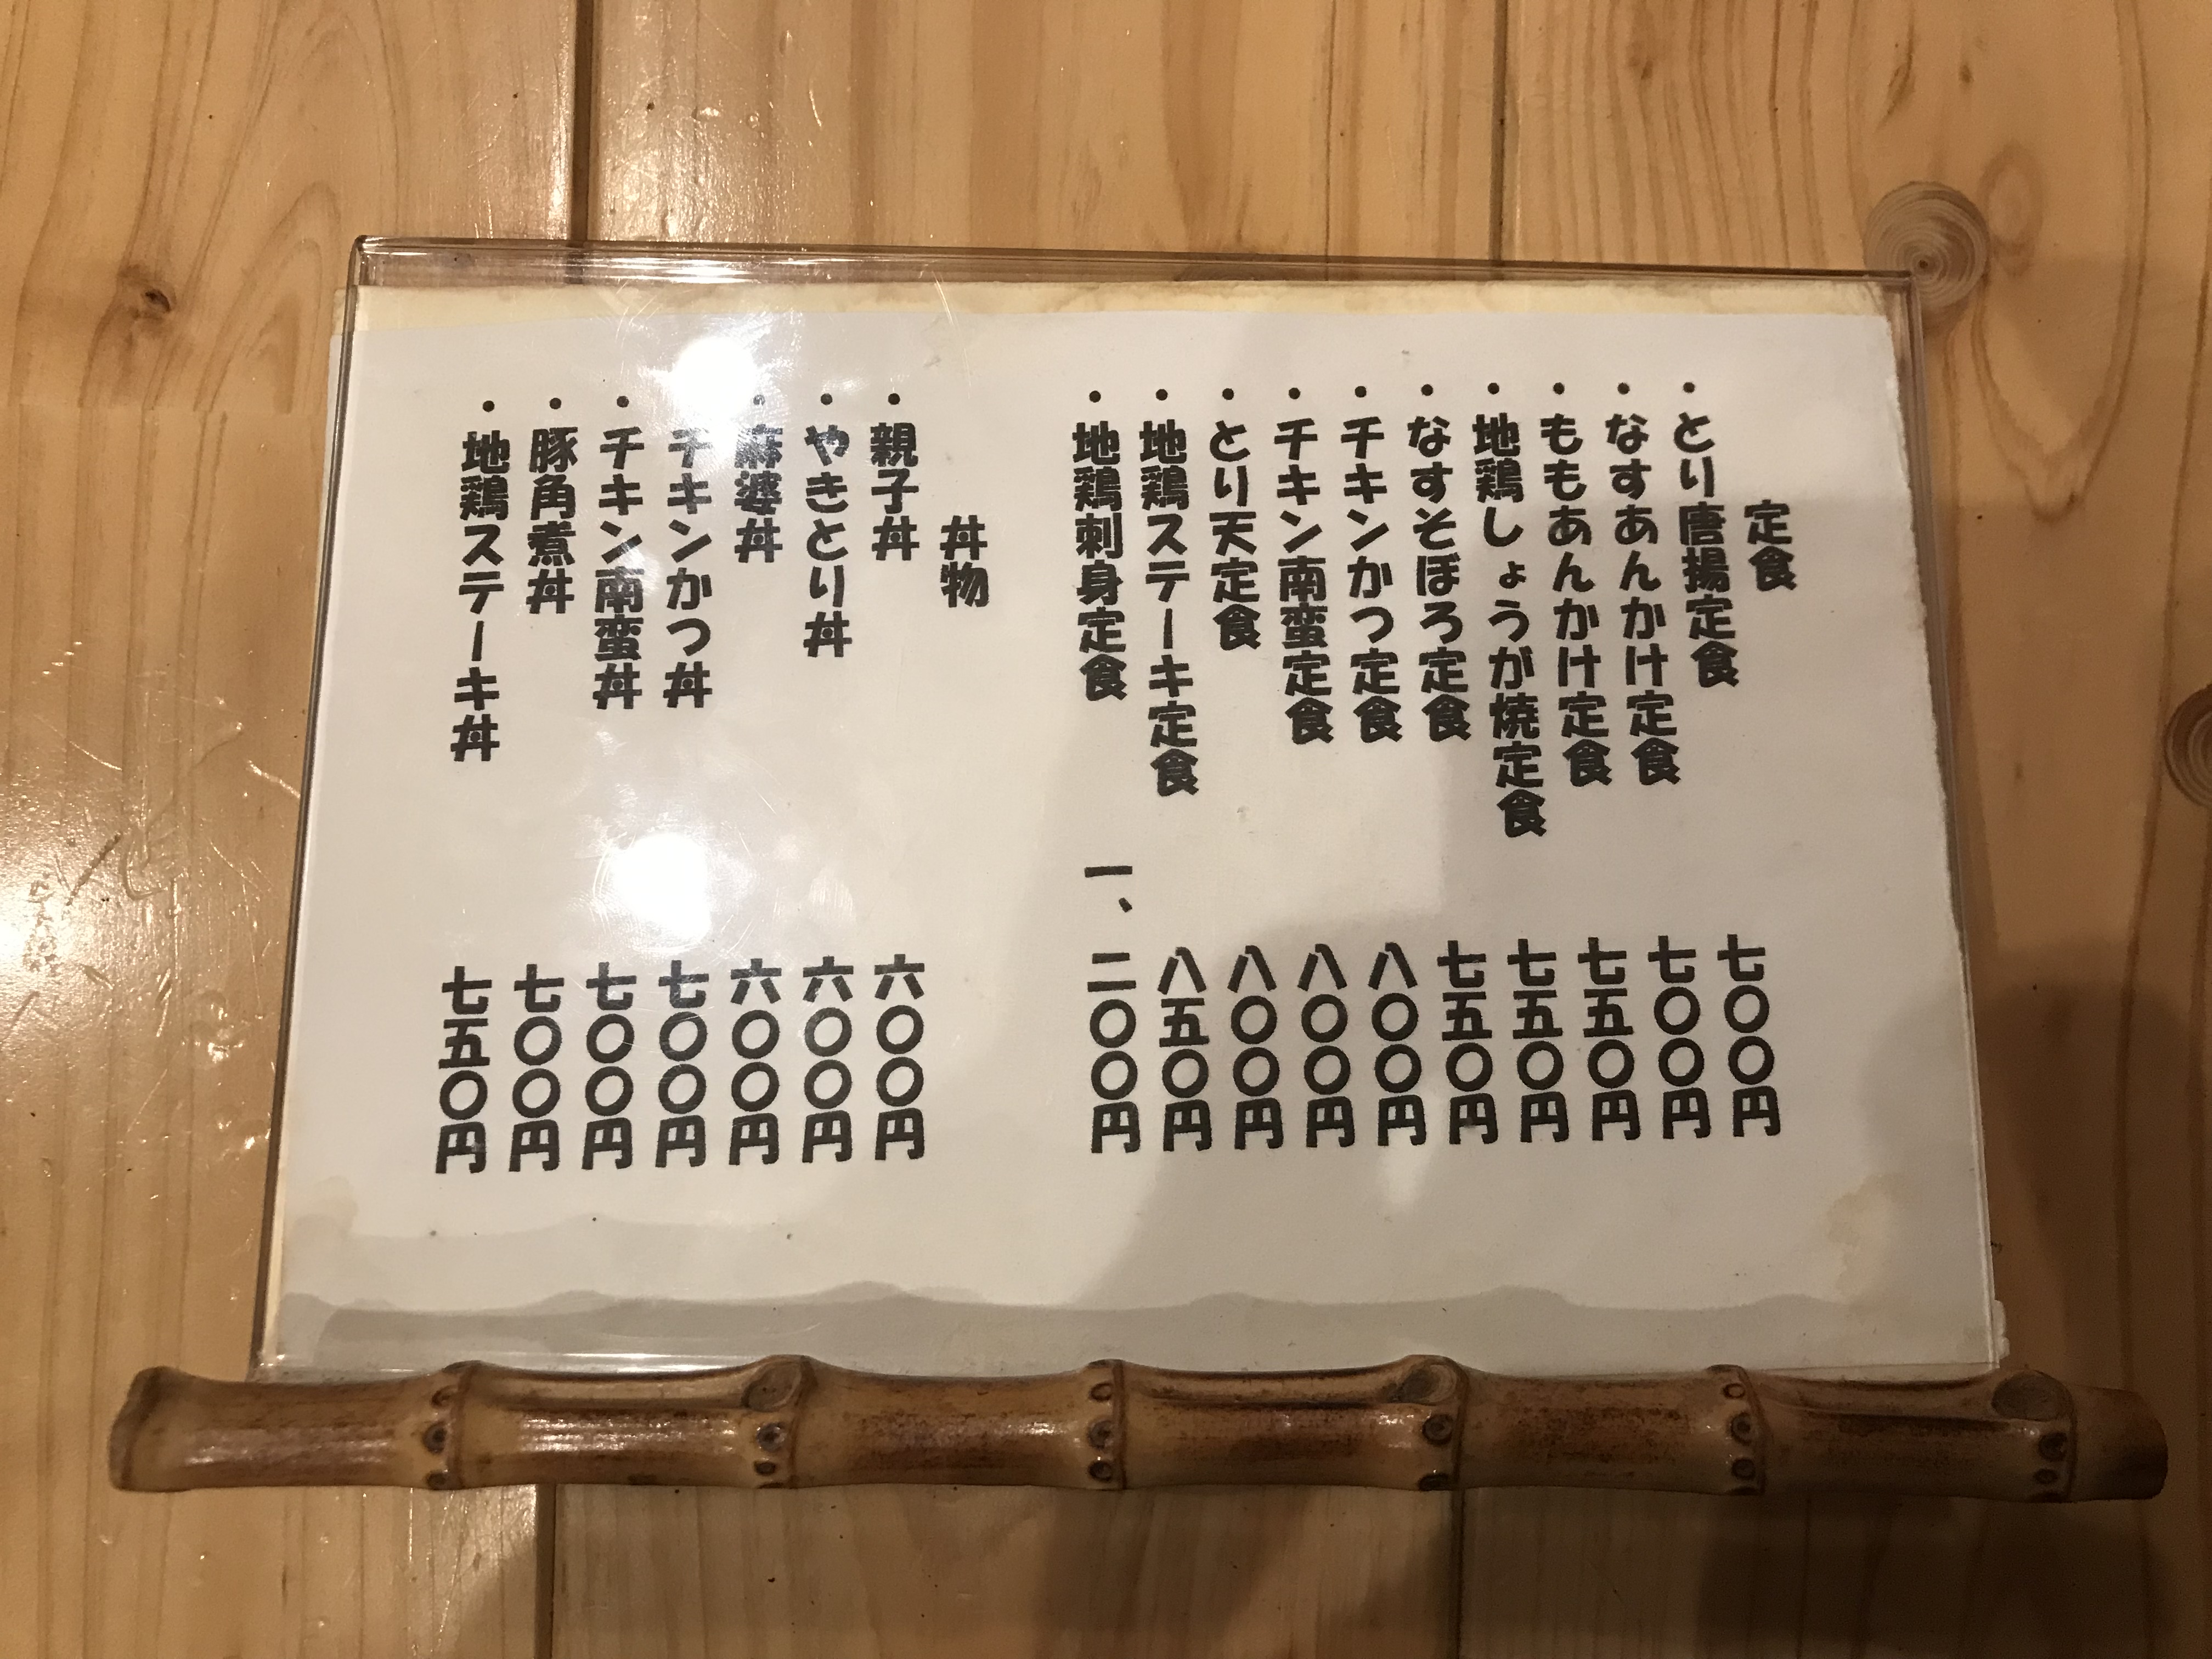 定食
・とり唐揚定食 七〇〇円
・なすあんかけ定食 七〇〇円
・ももあんかけ定食 七五〇円
・地鶏しょうが焼定食 七五〇円
・なすそぼろ定食 七五〇円
・チキンかつ定食 八〇〇円
・チキン南蛮定食 八〇〇円
・とり天定食 八〇〇円
・地鶏ステーキ定食 八五〇円
・地鶏刺身定食 一、二〇〇円
丼物
・親子丼 六〇〇円
・やきとり丼 六〇〇円
・麻婆丼 六〇〇円
チキンかつ丼 七〇〇円
・チキン南蛮丼 七〇〇円
・豚角煮丼 七〇〇円
・地鶏ステーキ丼 七五〇円